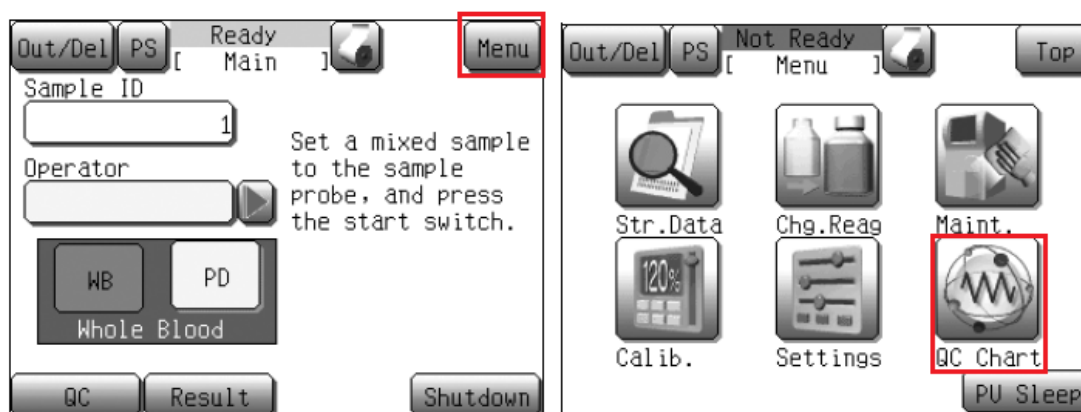 Out/Del PS Ready Menu
[ Main ]
Sample ID
1
Operator
Set a mixed sample
to the sample
probe, and press
the start switch.
WB PD
Whole Blood
QC Result Shutdown
Out/Del PS Not Ready Top
[ Menu ]
Str.Data Chg.Reag Maint.
120%
Calib. Settings QC Chart
PU Sleep